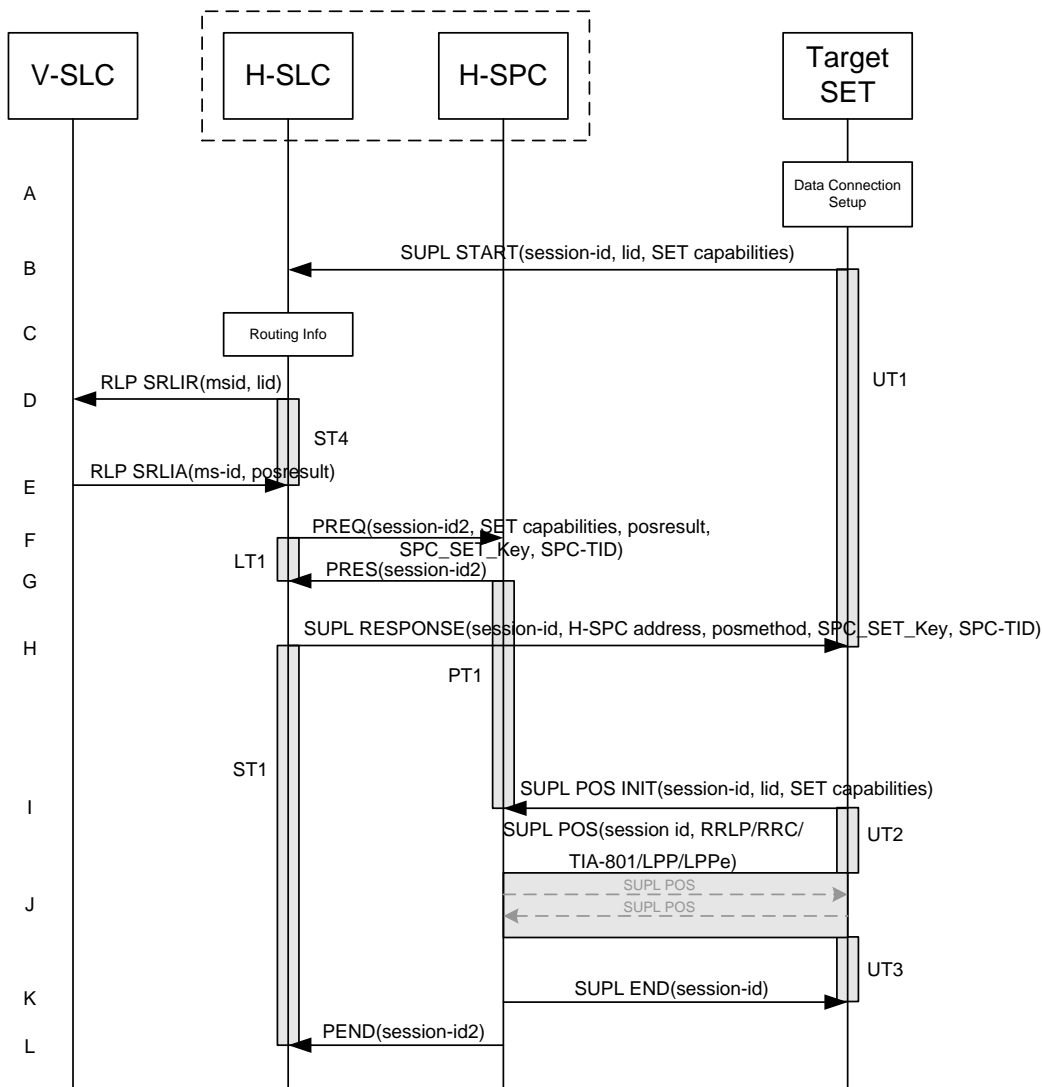 V-SLC
H-SLC
H-SPC
Target
SET
A
Data Connection
Setup
B
SUPL START(session-id, lid, SET capabilities)
C
Routing Info
UT1
D
RLP SRLIR(msid, lid)
ST4
E
RLP SRLIA(ms-id, posresult)
F
PREQ(session-id2, SET capabilities, posresult,
SPC_SET_Key, SPC-TID)
LT1
G
PRES(session-id2)
H
SUPL RESPONSE(session-id, H-SPC address, posmethod, SPC_SET_Key, SPC-TID)
PT1
ST1
I
SUPL POS INIT(session-id, lid, SET capabilities)
UT2
SUPL POS(session id, RRLP/RRC/
TIA-801/LPP/LPPe)
J
SUPL POS
SUPL POS
UT3
K
SUPL END(session-id)
L
PEND(session-id2)